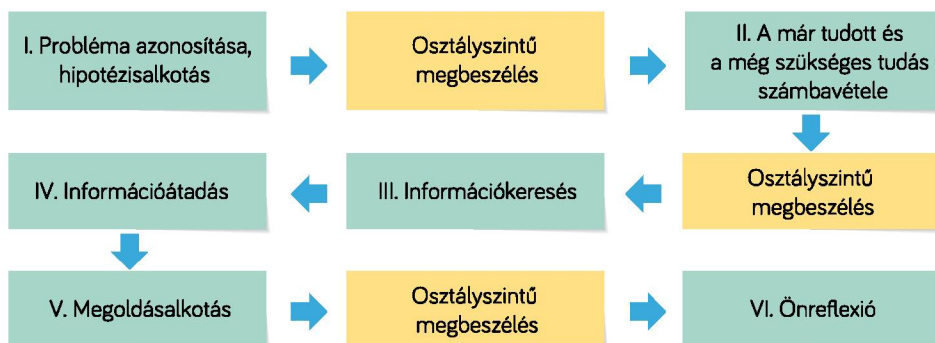 I. Probléma azonosítása,
hipotézisalkotás
Osztályszintű
megbeszélés
II. A már tudott és
a még szükséges tudás
számbavétele
Osztályszintű
megbeszélés
III. Információkeresés
IV. Információátadás
V. Megoldásalkotás
Osztályszintű
megbeszélés
VI. Önreflexió